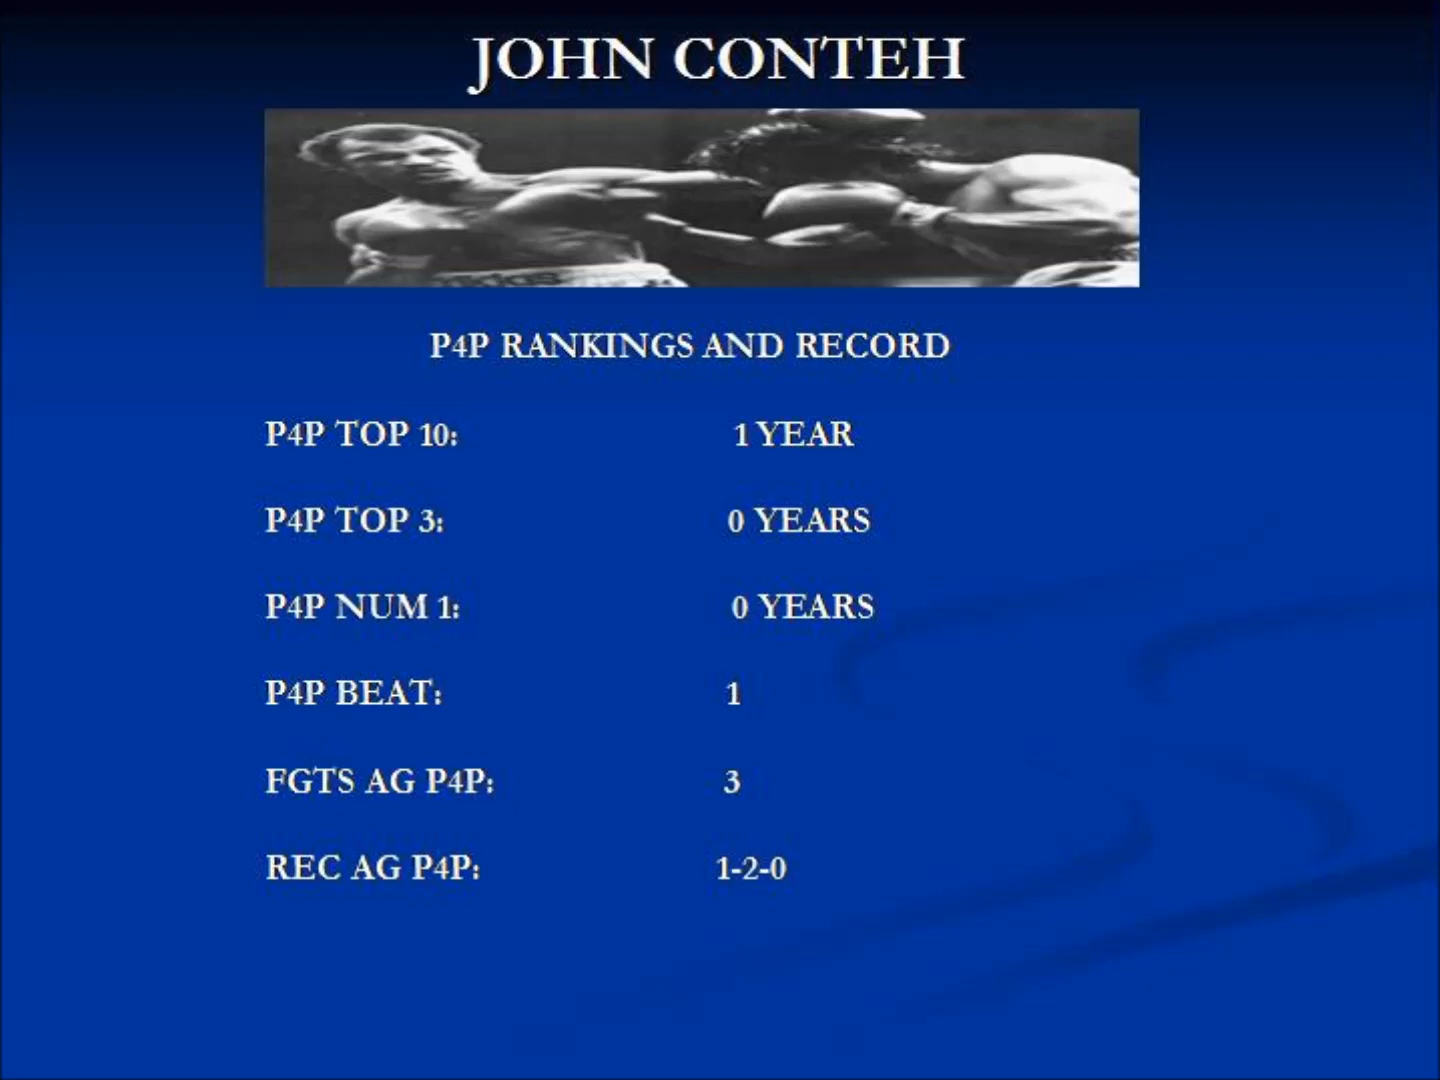 JOHN CONTEH
P4P RANKINGS AND RECORD
P4P TOP 10: 1 YEAR
P4P TOP 3: 0 YEARS
P4P NUM 1: 0 YEARS
P4P BEAT: 1
FGTS AG P4P: 3
REC AG P4P: 1-2-0